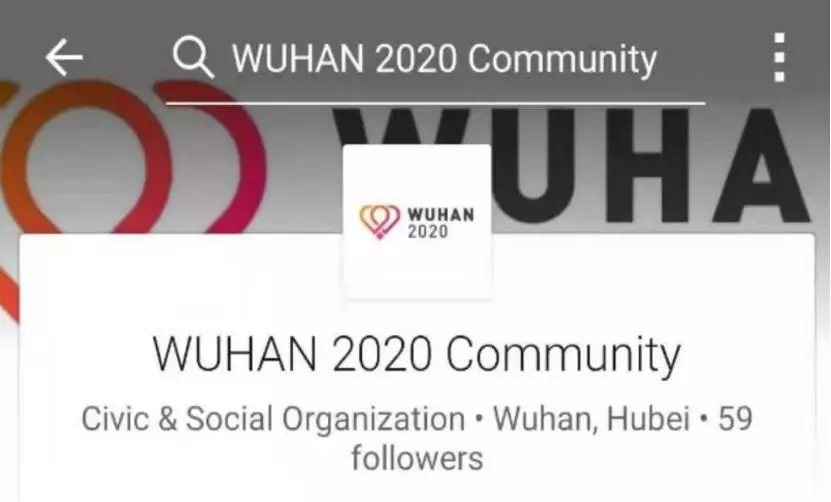 WUHAN 2020 Community
WUHA
WUHAN
2020
WUHAN 2020 Community
Civic & Social Organization • Wuhan, Hubei • 59
followers